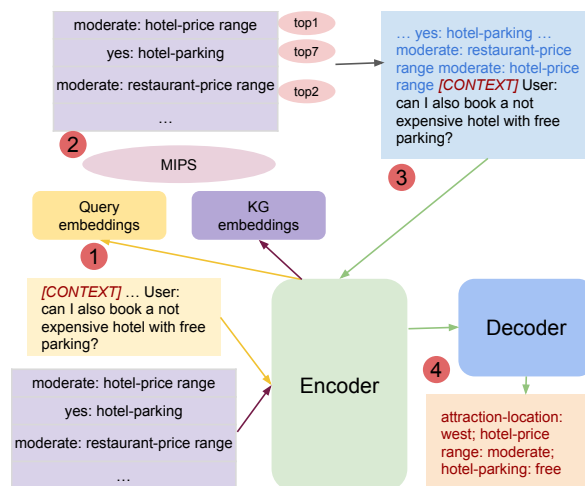 moderate: hotel-price range
top1
yes: hotel-parking
top7
moderate: restaurant-price range
top2
…
2
MIPS
… yes: hotel-parking …
moderate: restaurant-price
range moderate: hotel-price
range [CONTEXT] User:
can I also book a not
expensive hotel with free
parking?
3
Query
embeddings
KG
embeddings
1
[CONTEXT] … User:
can I also book a not
expensive hotel with free
parking?
moderate: hotel-price range
yes: hotel-parking
moderate: restaurant-price range
…
Encoder
Decoder
4
attraction-location:
west; hotel-price
range: moderate;
hotel-parking: free